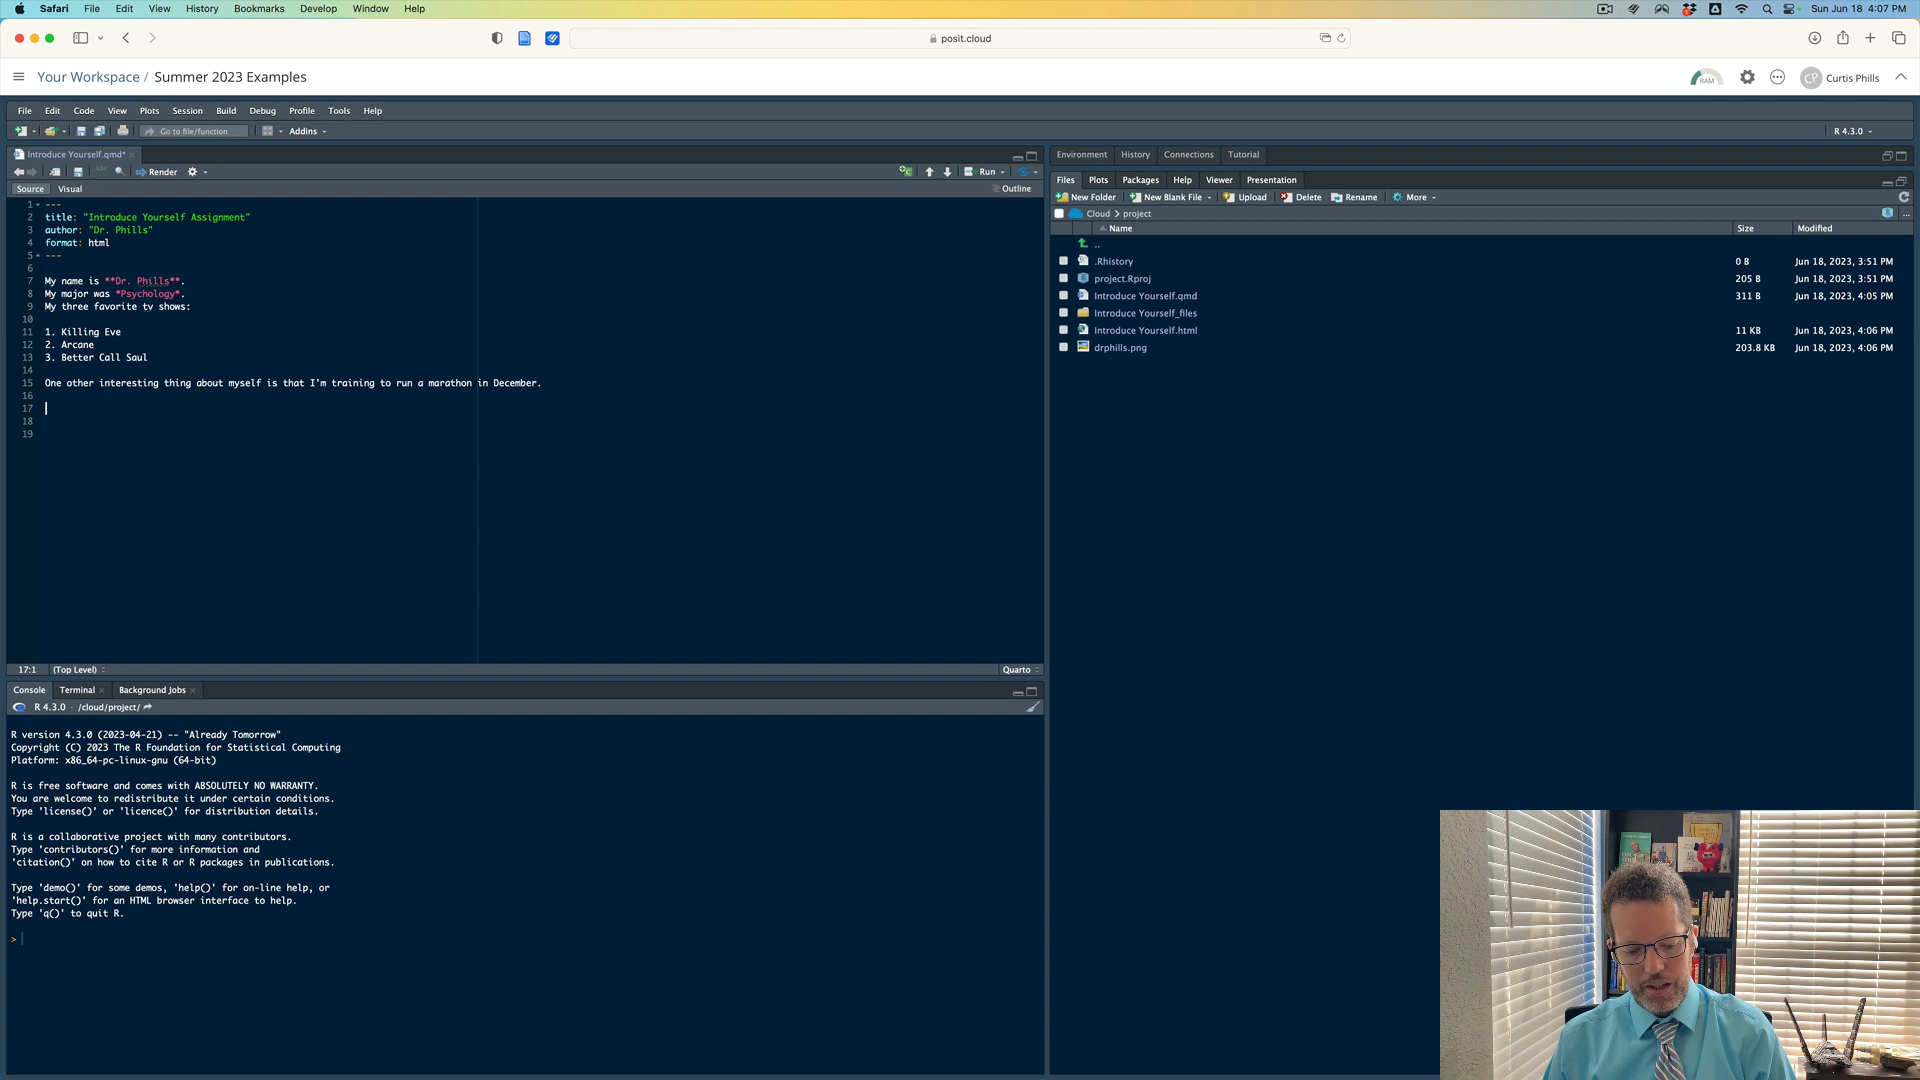 Safari File Edit View History Bookmarks Develop Window Help
Sun Jun 18 4:07 PM
posit.cloud
Your Workspace / Summer 2023 Examples
RAM
CP Curtis Phills
File Edit Code View Plots Session Build Debug Profile Tools Help
Go to file/function
Addins
R 4.3.0
Introduce Yourself.qmd*
Render
Run
Source Visual
Outline
1 ---
2 title: "Introduce Yourself Assignment"
3 author: "Dr. Phills"
4 format: html
5 ---
6
7 My name is **Dr. Phills**.
8 My major was *Psychology*.
9 My three favorite tv shows:
10
11 1. Killing Eve
12 2. Arcane
13 3. Better Call Saul
14
15 One other interesting thing about myself is that I'm training to run a marathon in December.
16
17
18
19
17:1 (Top Level)
Quarto
Console Terminal Background Jobs
R 4.3.0 · /cloud/project/
R version 4.3.0 (2023-04-21) -- "Already Tomorrow"
Copyright (C) 2023 The R Foundation for Statistical Computing
Platform: x86_64-pc-linux-gnu (64-bit)
R is free software and comes with ABSOLUTELY NO WARRANTY.
You are welcome to redistribute it under certain conditions.
Type 'license()' or 'licence()' for distribution details.
R is a collaborative project with many contributors.
Type 'contributors()' for more information and
'citation()' on how to cite R or R packages in publications.
Type 'demo()' for some demos, 'help()' for on-line help, or
'help.start()' for an HTML browser interface to help.
Type 'q()' to quit R.
>
Environment History Connections Tutorial
Files Plots Packages Help Viewer Presentation
New Folder New Blank File Upload Delete Rename More
Cloud > project
...
Name Size Modified
..
.Rhistory 0 B Jun 18, 2023, 3:51 PM
project.Rproj 205 B Jun 18, 2023, 3:51 PM
Introduce Yourself.qmd 311 B Jun 18, 2023, 4:05 PM
Introduce Yourself_files
Introduce Yourself.html 11 KB Jun 18, 2023, 4:06 PM
drphills.png 203.8 KB Jun 18, 2023, 4:06 PM